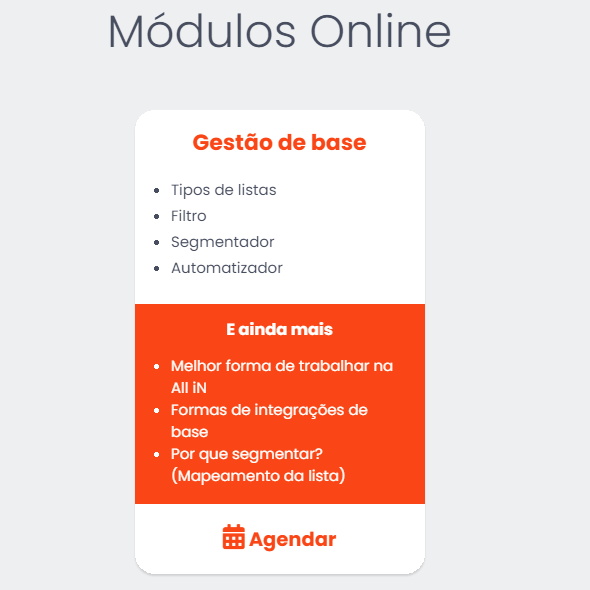 Módulos Online
Gestão de base
Tipos de listas
Filtro
Segmentador
Automatizador
E ainda mais
Melhor forma de trabalhar na
All iN
Formas de integrações de
base
Por que segmentar?
(Mapeamento da lista)
Agendar